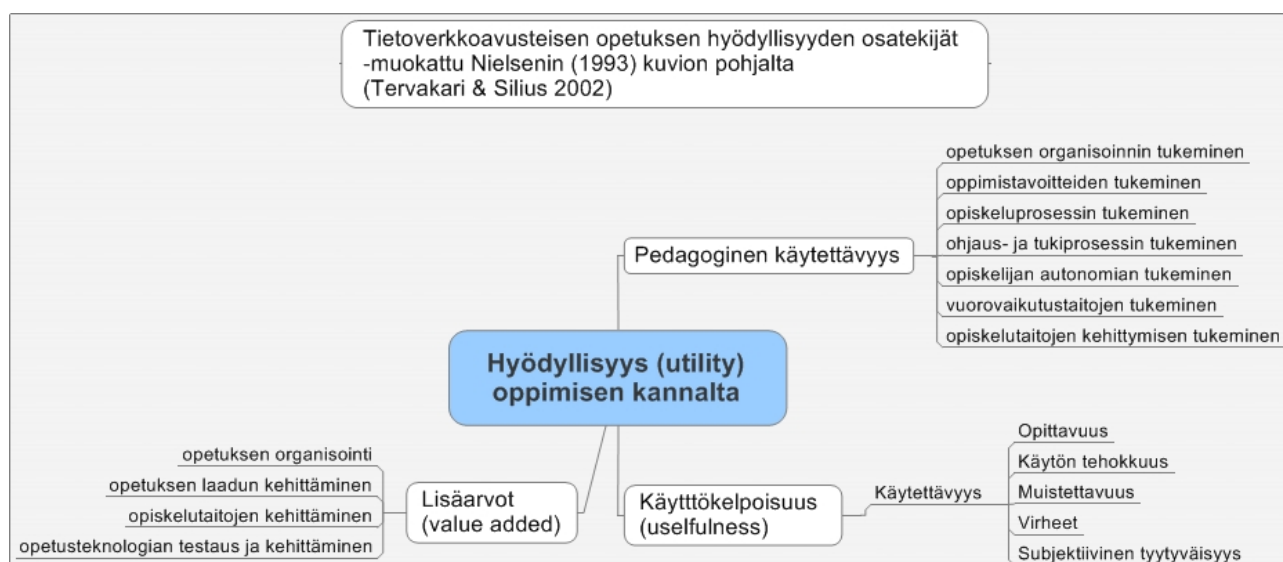 Tietoverkkoavusteisen opetuksen hyödyllisyyden osatekijät
-muokattu Nielsenin (1993) kuvion pohjalta
(Tervakari & Silius 2002)
opetuksen organisoinnin tukeminen
oppimistavoitteiden tukeminen
opiskeluprosessin tukeminen
ohjaus- ja tukiprosessin tukeminen
opiskelijan autonomian tukeminen
vuorovaikutustaitojen tukeminen
opiskelutaitojen kehittymisen tukeminen
Pedagoginen käytettävyys
Hyödyllisyys (utility)
oppimisen kannalta
opetuksen organisointi
opetuksen laadun kehittäminen
opiskelutaitojen kehittäminen
opetusteknologian testaus ja kehittäminen
Lisäarvot
(value added)
Käytttökelpoisuus
(uselfulness)
Käytettävyys
Opittavuus
Käytön tehokkuus
Muistettavuus
Virheet
Subjektiivinen tyytyväisyys